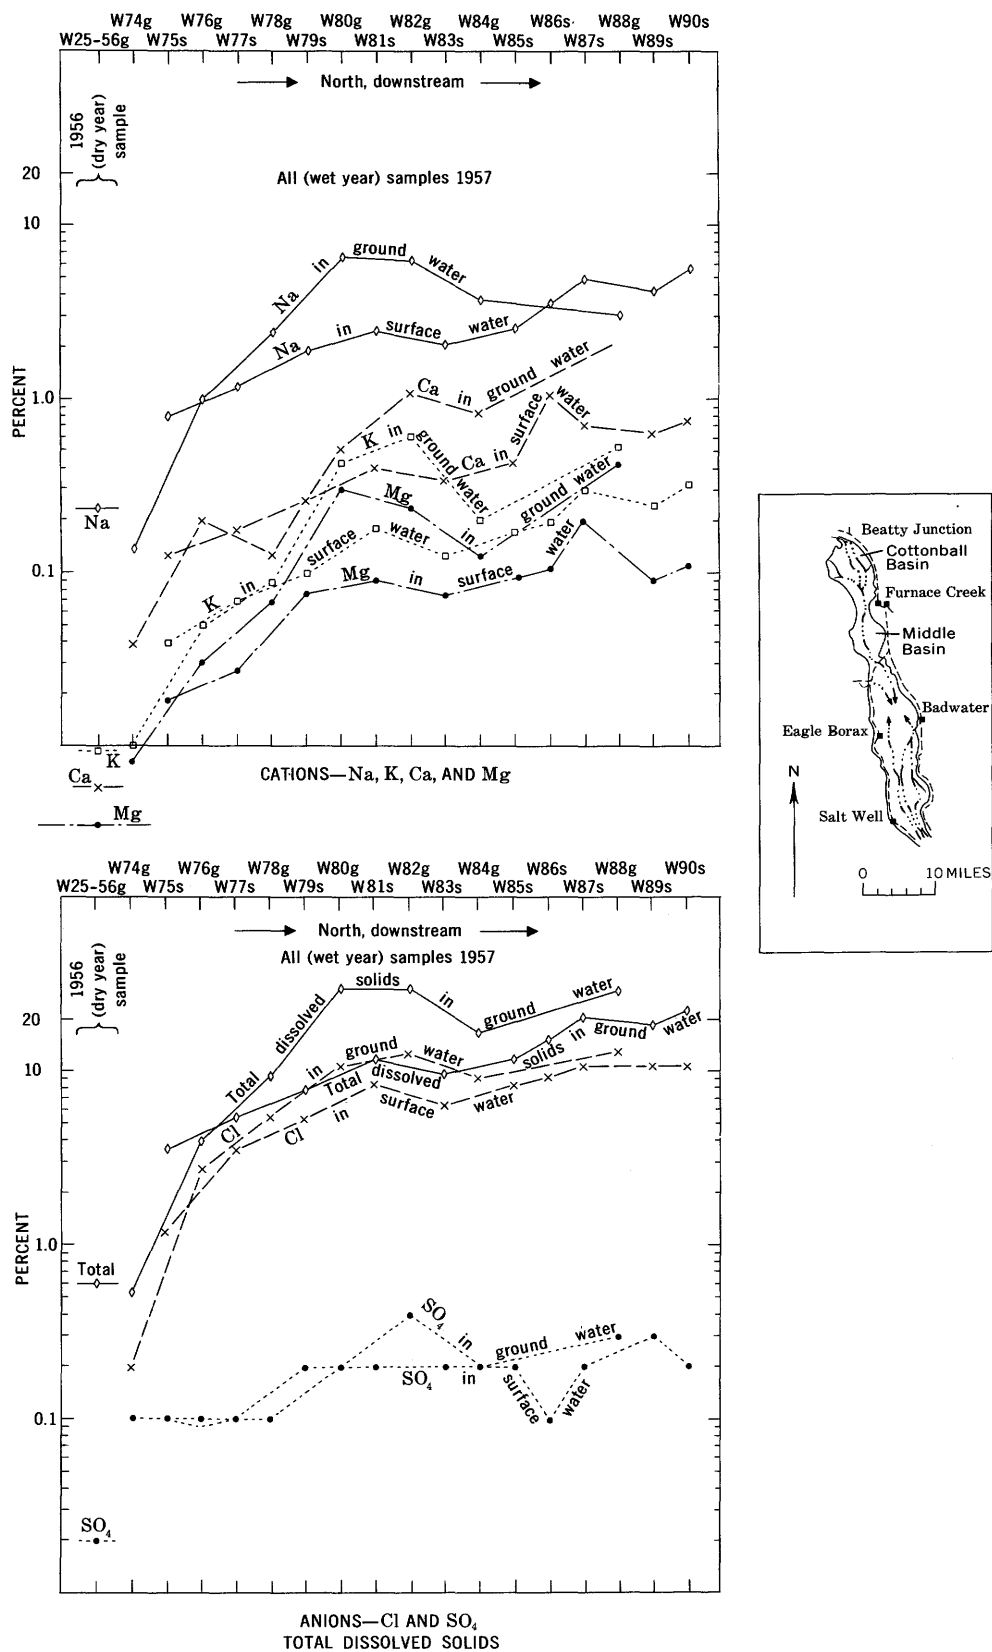 W74g W76g W78g W80g W82g W84g W86s W88g W90s
W25-56g W75s W77s W79s W81s W83s W85s W87s W89s
North, downstream
1956
(dry year)
sample
All (wet year) samples 1957
20
10
1.0
0.1
PERCENT
Na in ground water
Na in surface water
Ca in ground water
K in ground water
Ca in surface water
Mg in ground water
K in surface water
Mg in surface water
Na
K
Ca
Mg
CATIONS—Na, K, Ca, AND Mg
Beatty Junction
Cottonball
Basin
Furnace Creek
Middle
Basin
Badwater
Eagle Borax
N
Salt Well
0 10 MILES
W74g W76g W78g W80g W82g W84g W86s W88g W90s
W25-56g W75s W77s W79s W81s W83s W85s W87s W89s
North, downstream
1956
(dry year)
sample
All (wet year) samples 1957
20
10
1.0
0.1
PERCENT
Total dissolved solids in ground water
Cl in ground water
Total dissolved solids in ground water
Cl in surface water
Total
SO₄ in ground water
SO₄ in surface water
SO₄
ANIONS—Cl AND SO₄
TOTAL DISSOLVED SOLIDS